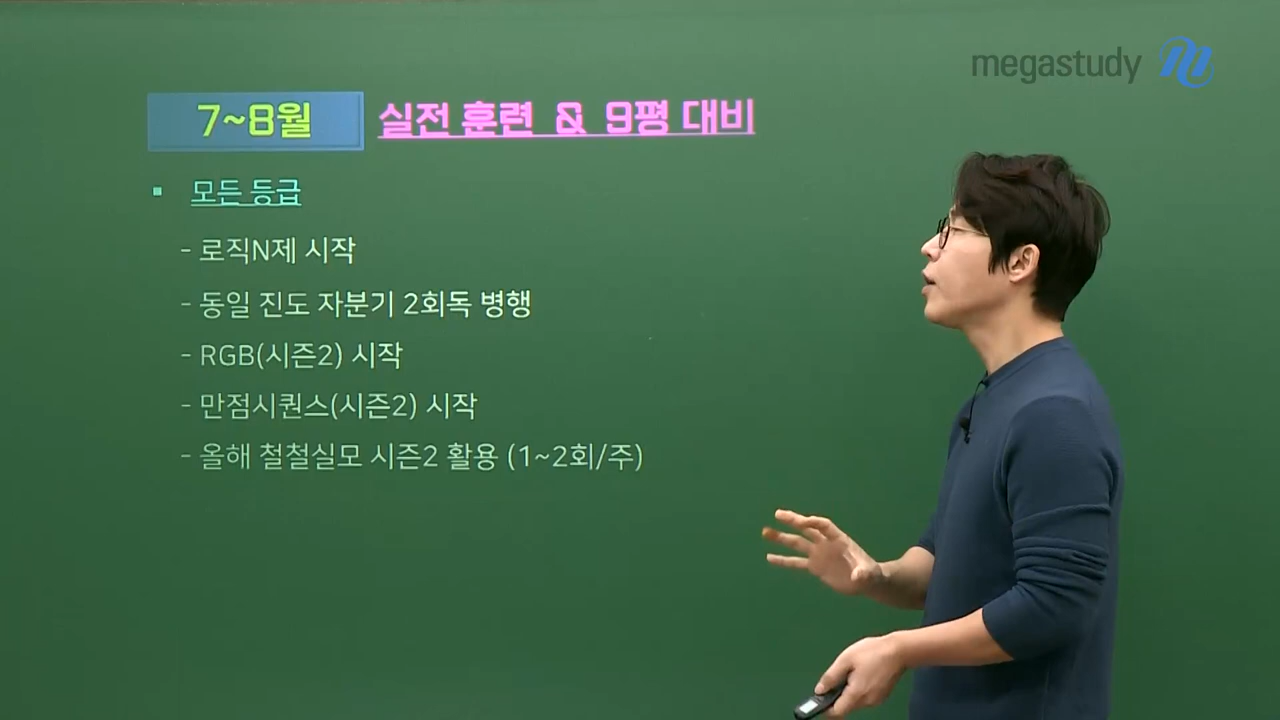 megastudy
7~8월 실전 훈련 & 9평 대비
▪ 모든 등급
- 로직N제 시작
- 동일 진도 자분기 2회독 병행
- RGB(시즌2) 시작
- 만점시퀀스(시즌2) 시작
- 올해 철철실모 시즌2 활용 (1~2회/주)